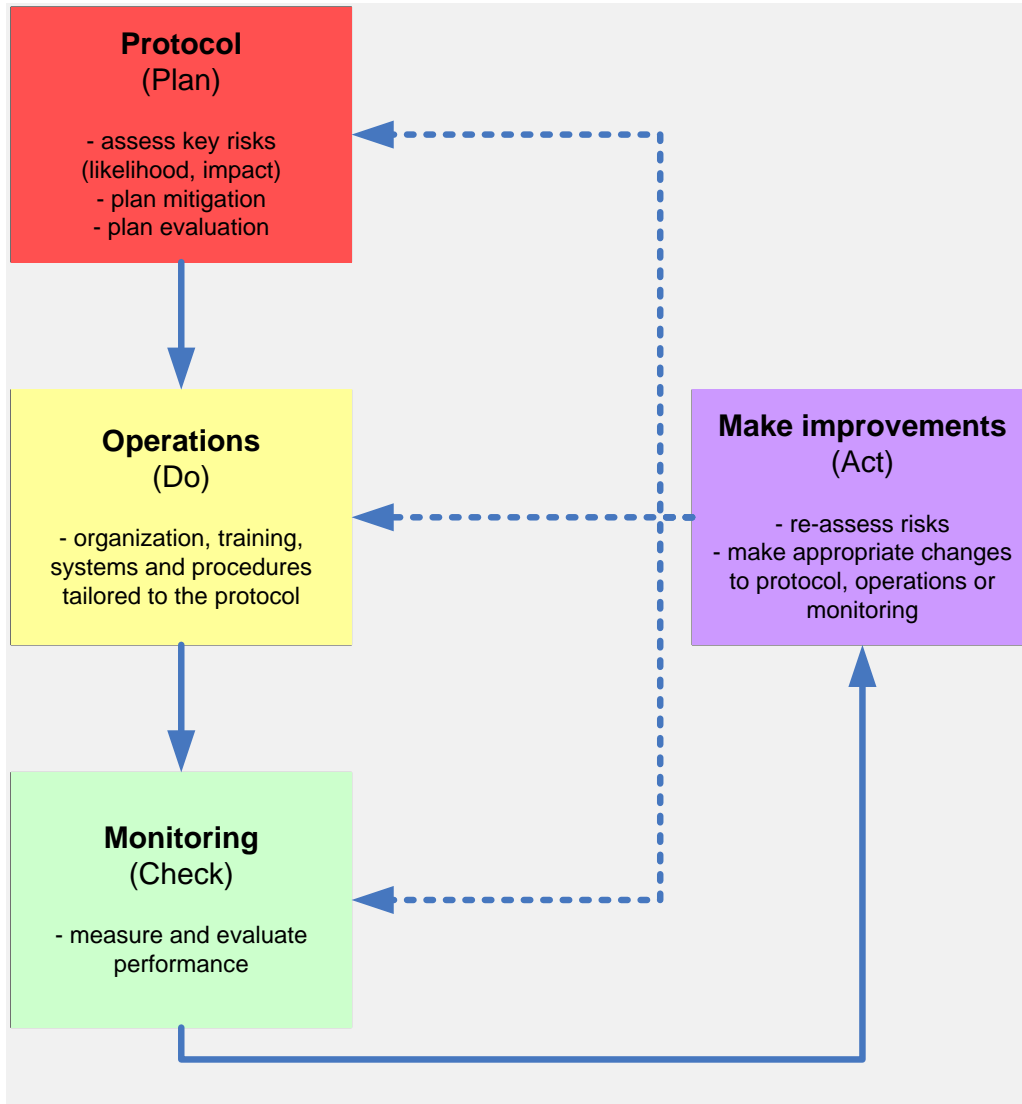 Protocol
(Plan)
- assess key risks
(likelihood, impact)
- plan mitigation
- plan evaluation
Operations
(Do)
- organization, training,
systems and procedures
tailored to the protocol
Monitoring
(Check)
- measure and evaluate
performance
Make improvements
(Act)
- re-assess risks
- make appropriate changes
to protocol, operations or
monitoring